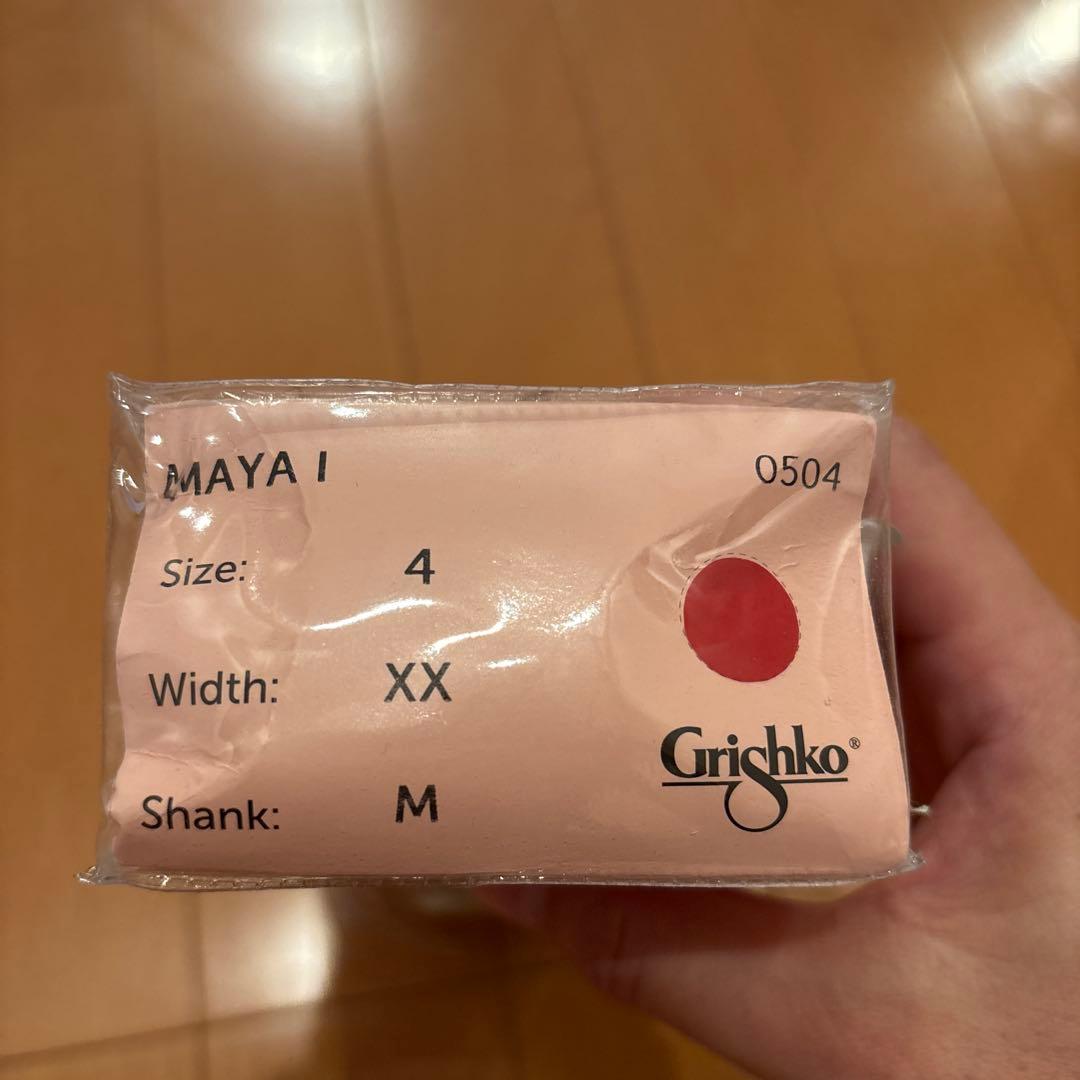 MAYA I 0504
Size: 4
Width: XX
Shank: M
Grishko®